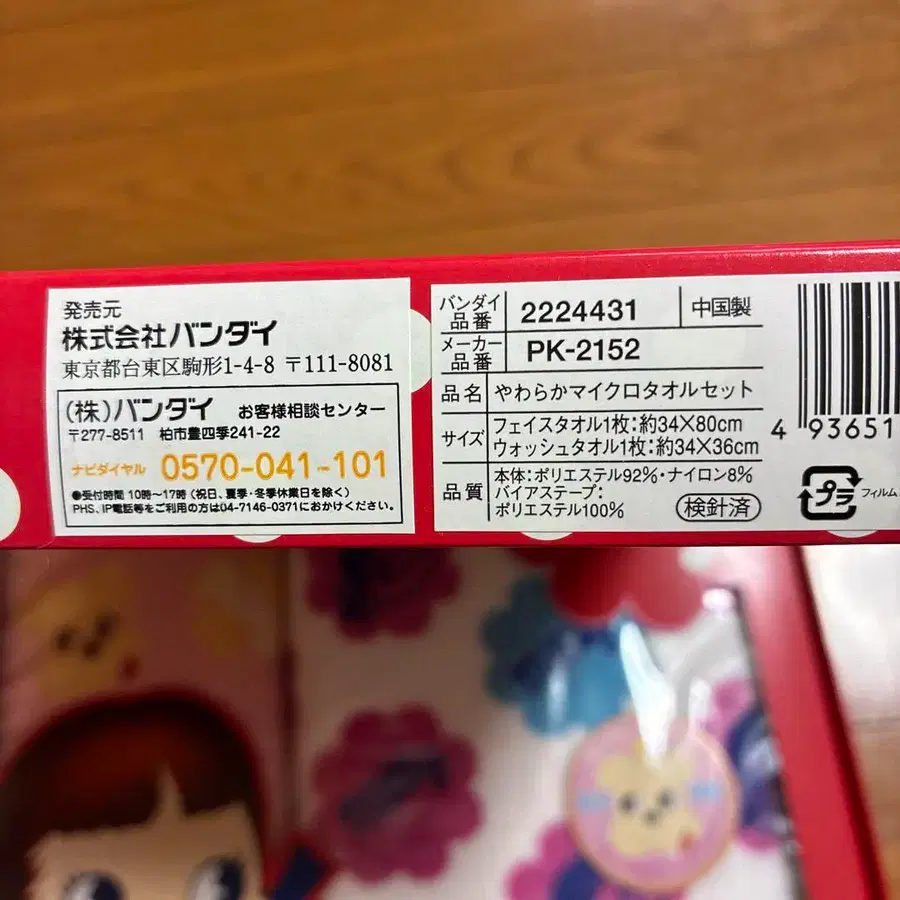 発売元
株式会社バンダイ
東京都台東区駒形1-4-8 〒111-8081
(株)バンダイ お客様相談センター
〒277-8511 柏市豊四季241-22
ナビダイヤル 0570-041-101
●受付時間 10時～17時(祝日、夏季・冬季休業日を除く)
PHS、IP電話等をご利用の方は04-7146-0371におかけください。
バンダイ品番 2224431 中国製
メーカー品番 PK-2152
品名 やわらかマイクロタオルセット
サイズ フェイスタオル1枚:約34×80cm
ウォッシュタオル1枚:約34×36cm
品質 本体:ポリエステル92%・ナイロン8%
バイアステープ:
ポリエステル100% 検針済
4 93651
プラ フィルム